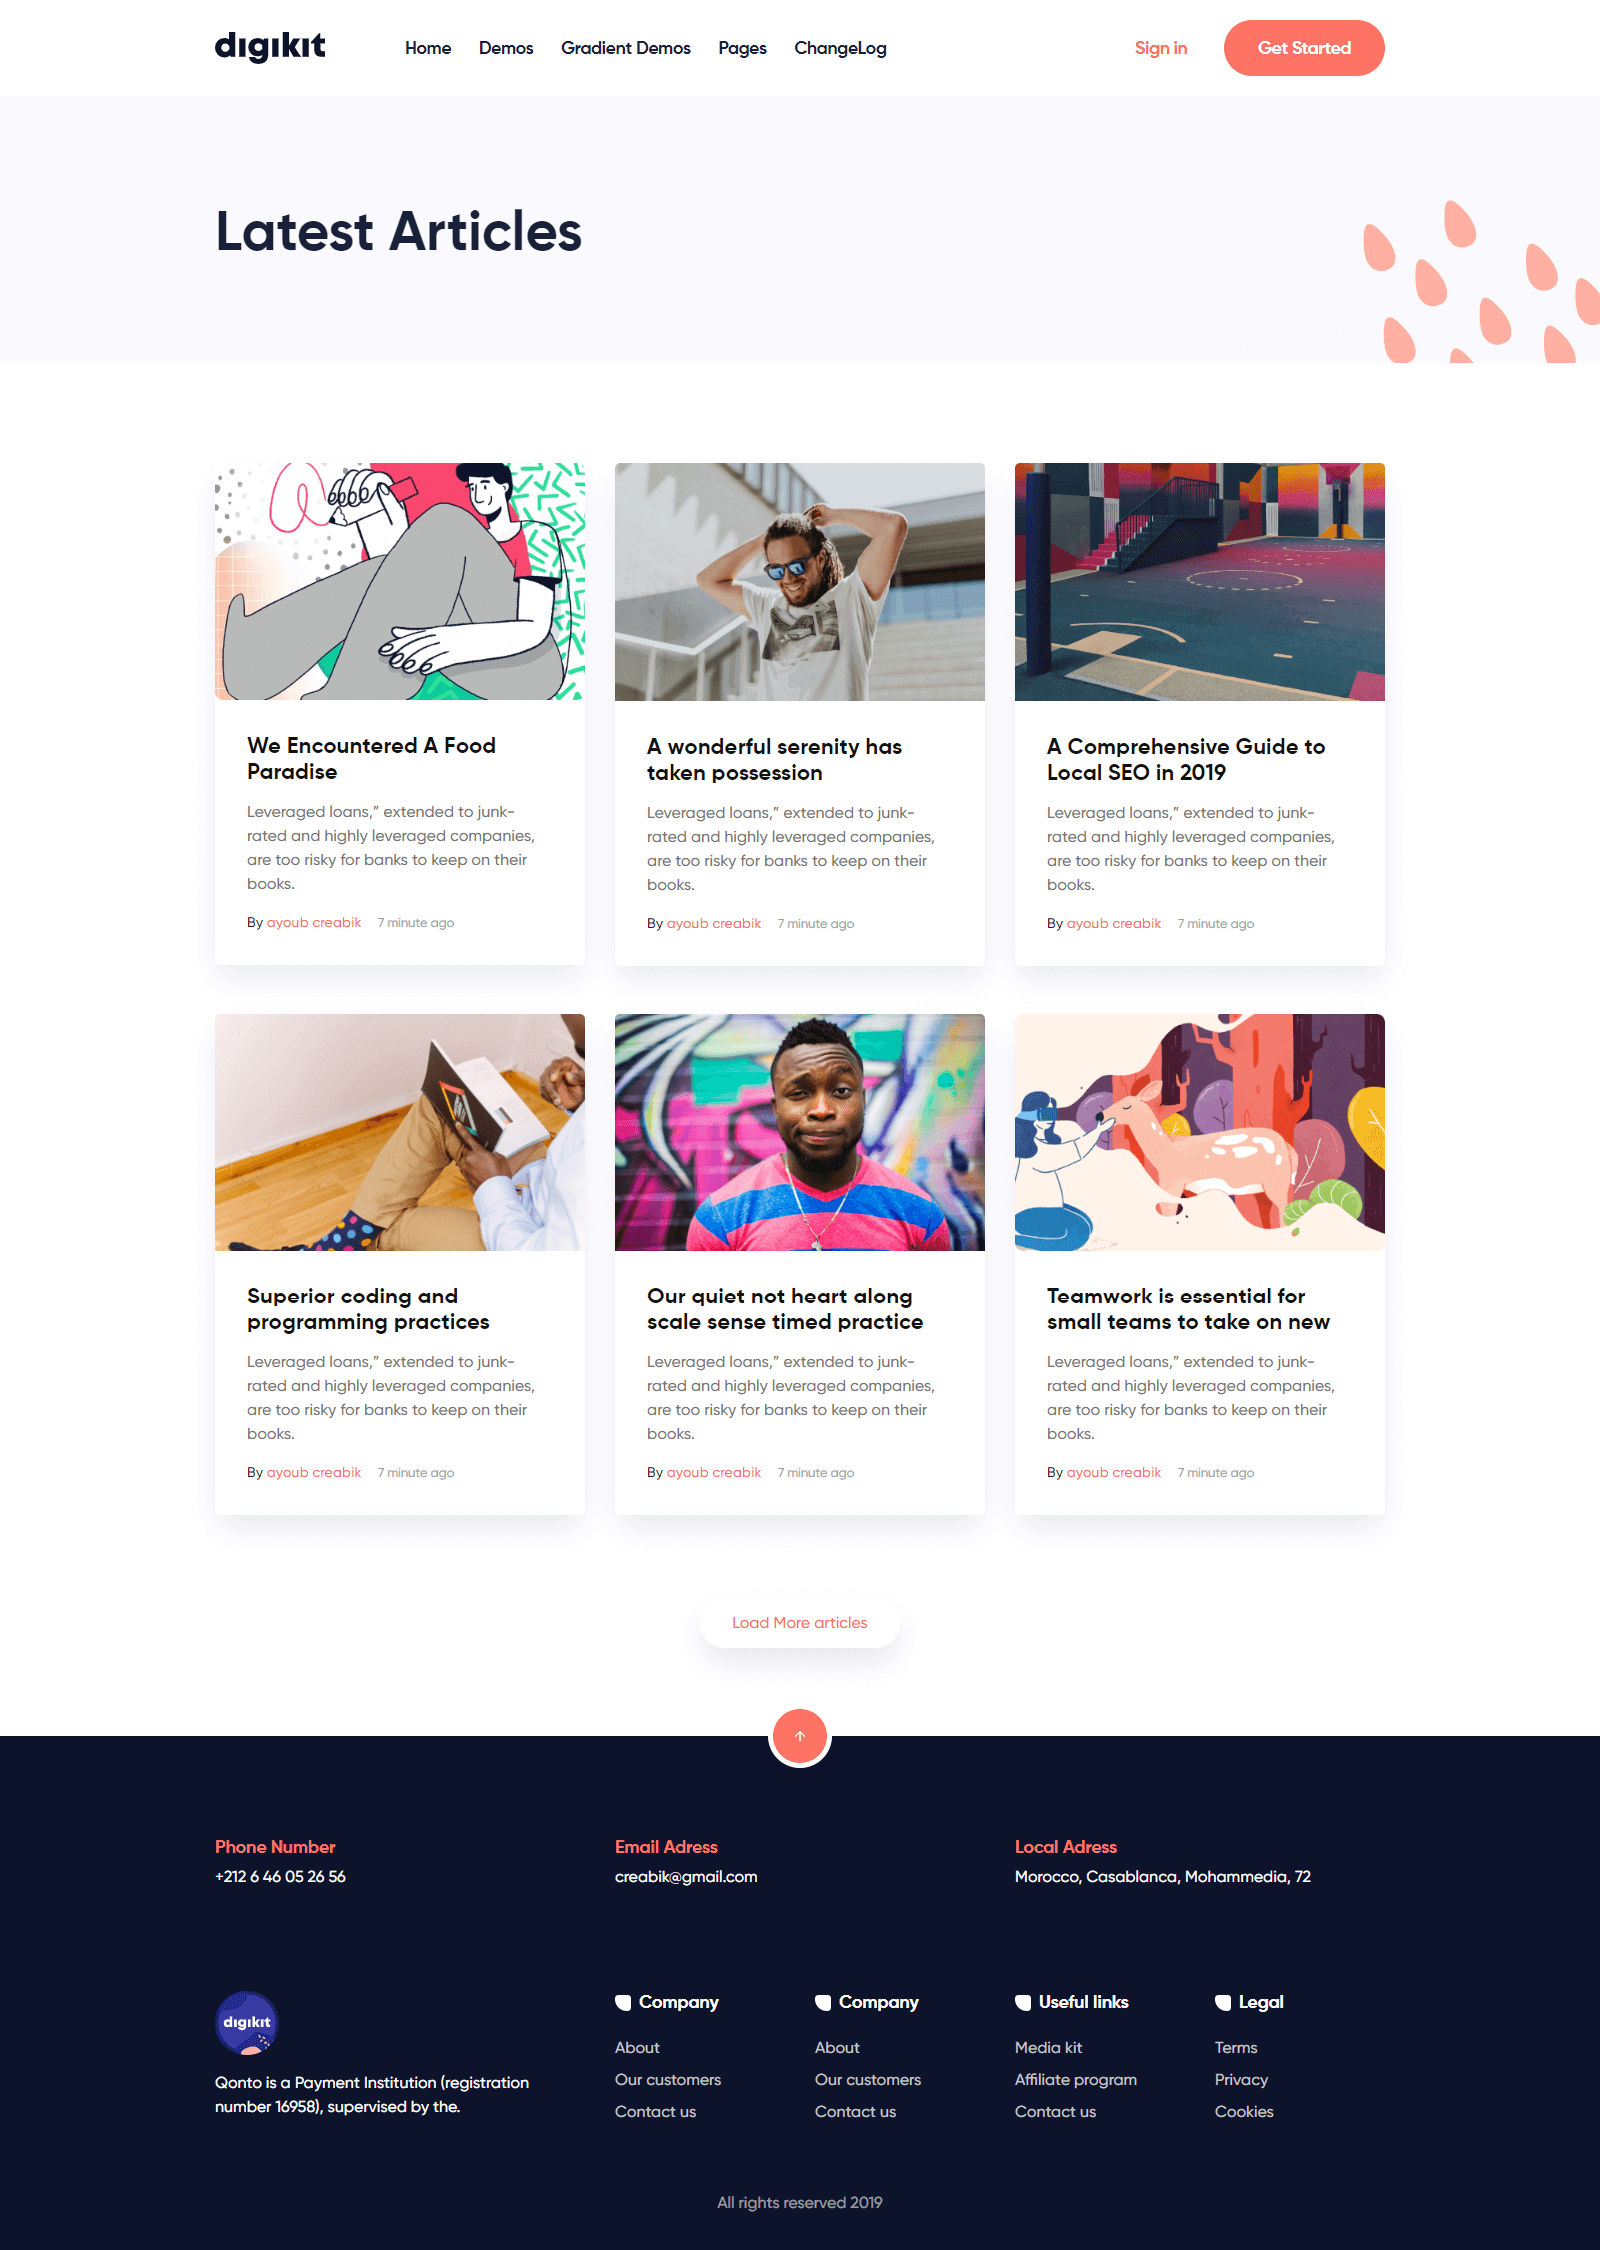 digikit
Home Demos Gradient Demos Pages ChangeLog
Sign in Get Started
Latest Articles
We Encountered A Food
Paradise
Leveraged loans,” extended to junk-
rated and highly leveraged companies,
are too risky for banks to keep on their
books.
By ayoub creabik 7 minute ago
A wonderful serenity has
taken possession
Leveraged loans,” extended to junk-
rated and highly leveraged companies,
are too risky for banks to keep on their
books.
By ayoub creabik 7 minute ago
A Comprehensive Guide to
Local SEO in 2019
Leveraged loans,” extended to junk-
rated and highly leveraged companies,
are too risky for banks to keep on their
books.
By ayoub creabik 7 minute ago
Superior coding and
programming practices
Leveraged loans,” extended to junk-
rated and highly leveraged companies,
are too risky for banks to keep on their
books.
By ayoub creabik 7 minute ago
Our quiet not heart along
scale sense timed practice
Leveraged loans,” extended to junk-
rated and highly leveraged companies,
are too risky for banks to keep on their
books.
By ayoub creabik 7 minute ago
Teamwork is essential for
small teams to take on new
Leveraged loans,” extended to junk-
rated and highly leveraged companies,
are too risky for banks to keep on their
books.
By ayoub creabik 7 minute ago
Load More articles
Phone Number
+212 6 46 05 26 56
Email Adress
creabik@gmail.com
Local Adress
Morocco, Casablanca, Mohammedia, 72
digikit
Qonto is a Payment Institution (registration
number 16958), supervised by the.
Company
About
Our customers
Contact us
Company
About
Our customers
Contact us
Useful links
Media kit
Affiliate program
Contact us
Legal
Terms
Privacy
Cookies
All rights reserved 2019